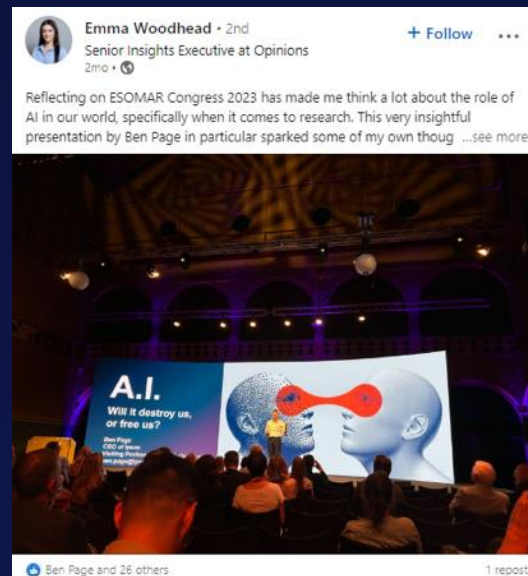 Emma Woodhead • 2nd
+ Follow ...
Senior Insights Executive at Opinions
2mo •
Reflecting on ESOMAR Congress 2023 has made me think a lot about the role of
AI in our world, specifically when it comes to research. This very insightful
presentation by Ben Page in particular sparked some of my own thoug ...see more
A.I.
Will it destroy us,
or free us?
Ben Page
CEO of Ipsos
Visiting
Ben Page and 26 others
1 repost